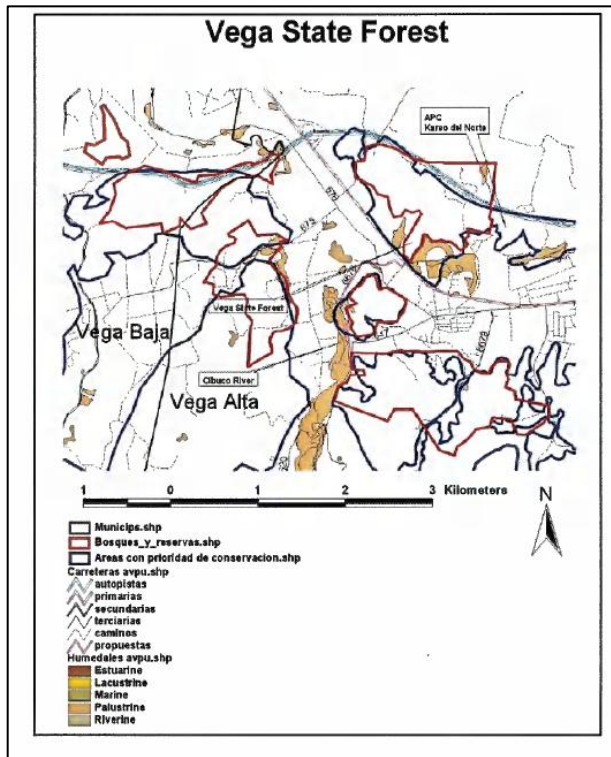 Vega State Forest
APC
Karso del Norte
676
675
Vega State Forest
Vega Baja
Cibuco River
Vega Alta
1 0 1 2 3 Kilometers
N
Municips.shp
Bosques_y_reservas.shp
Areas con prioridad de conservacion.shp
Carreteras avpu.shp
autopistas
primarias
secundarias
terciarias
caminos
propuestas
Humedales avpu.shp
Estuarine
Lacustrine
Marine
Palustrine
Riverine